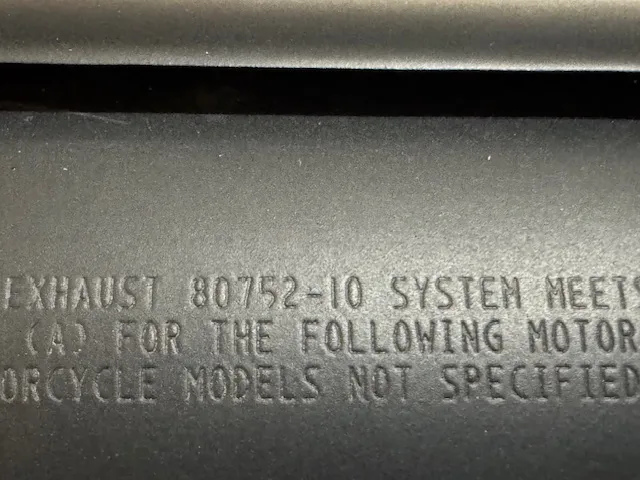 EXHAUST 80752-10 SYSTEM MEETS
(A) FOR THE FOLLOWING MOTOR
ORCYCLE MODELS NOT SPECIFIED